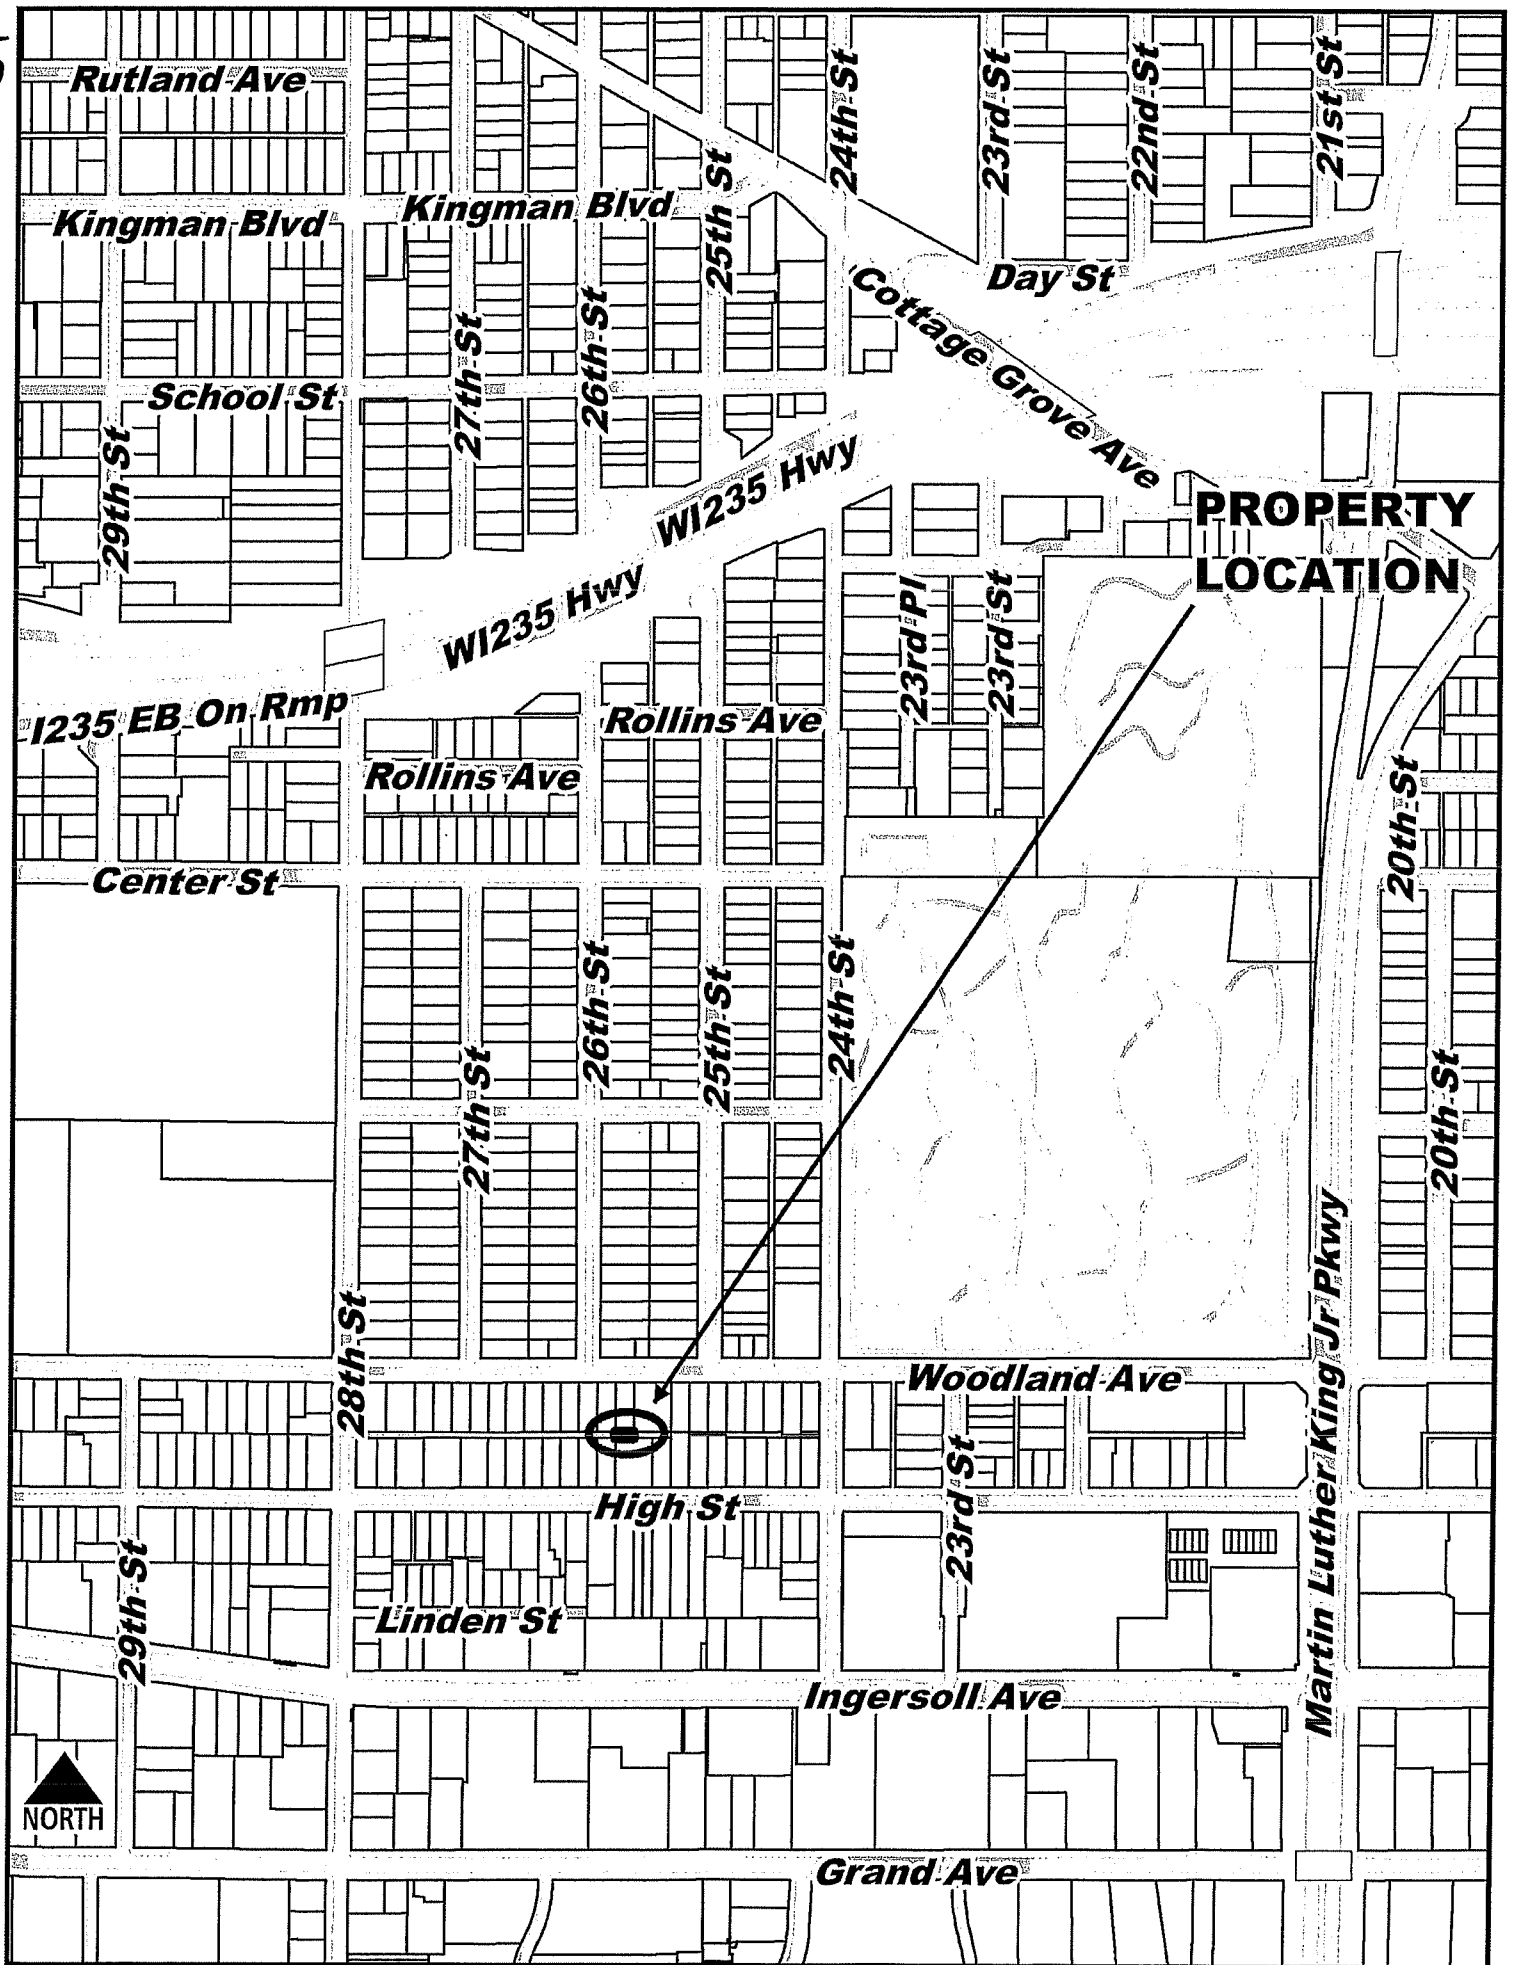 Rutland Ave
24th St
23rd St
22nd St
21st St
Kingman Blvd
Kingman Blvd
25th St
Day St
Cottage Grove Ave
27th St
26th St
School St
29th St
WI235 Hwy
PROPERTY
LOCATION
WI235 Hwy
23rd Pl
23rd St
I235 EB On Rmp
Rollins Ave
Rollins Ave
20th St
Center St
26th St
25th St
24th St
27th St
20th St
28th St
Woodland Ave
Martin Luther King Jr Pkwy
High St
23rd St
29th St
Linden St
Ingersoll Ave
NORTH
Grand Ave